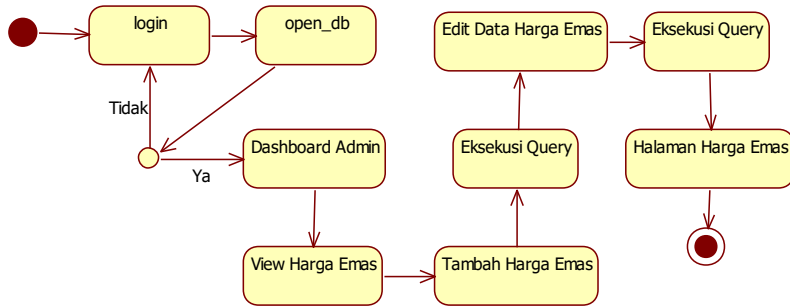 login
open_db
Edit Data Harga Emas
Eksekusi Query
Tidak
Dashboard Admin
Eksekusi Query
Halaman Harga Emas
Ya
View Harga Emas
Tambah Harga Emas